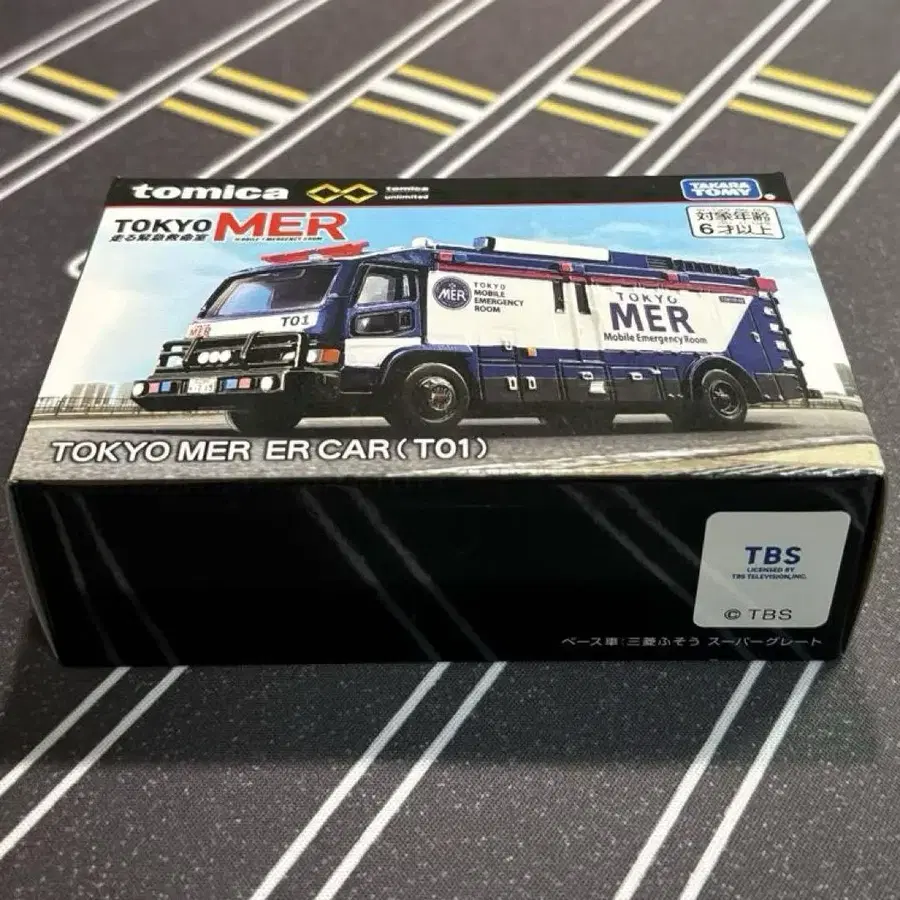 tomica
tomica
unlimited
TAKARA
TOMY
TOKYO MER
走る緊急救命室
MOBILE EMERGENCY ROOM
対象年齢
6才以上
MER
T01
MER
TOKYO
MOBILE
EMERGENCY
ROOM
TOKYO
MER
Mobile Emergency Room
TOKYO MER ER CAR (T01)
TBS
LICENSED BY
TBS TELEVISION, INC.
© TBS
ベース車:三菱ふそう スーパーグレート